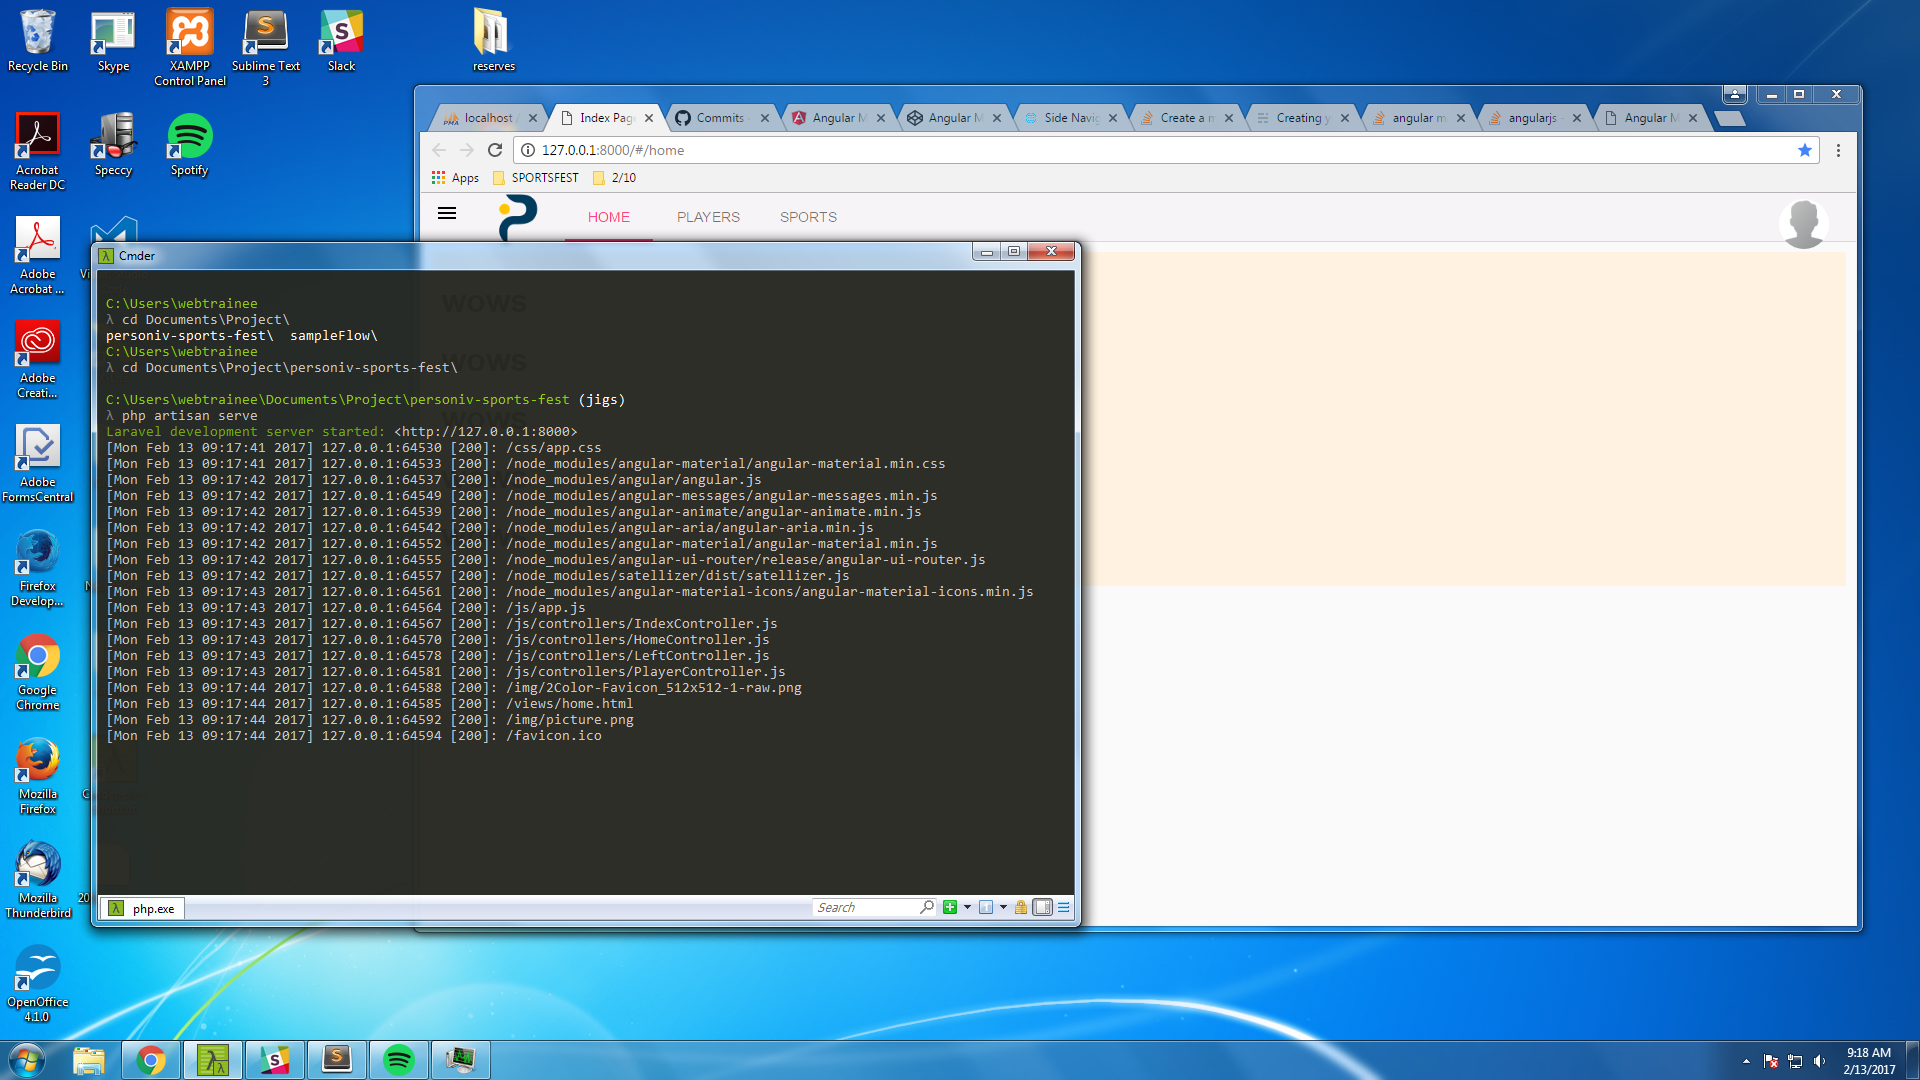 Recycle Bin
Skype
XAMPP
Control Panel
Sublime Text
3
Slack
reserves
Acrobat
Reader DC
Speccy
Spotify
Adobe
Acrobat ...
Adobe
Creati...
Adobe
FormsCentral
Firefox
Develop...
Google
Chrome
Mozilla
Firefox
Mozilla
Thunderbird
20
OpenOffice
4.1.0
localhost /
Index Page
Commits
Angular M
Angular M
Side Navig
Create a m
Creating y
angular m
angularjs -
Angular M
127.0.0.1:8000/#/home
Apps
SPORTSFEST
2/10
HOME
PLAYERS
SPORTS
wows
wows
wows
Cmder
C:\Users\webtrainee
λ cd Documents\Project\
personiv-sports-fest\  sampleFlow\
C:\Users\webtrainee
λ cd Documents\Project\personiv-sports-fest\
C:\Users\webtrainee\Documents\Project\personiv-sports-fest (jigs)
λ php artisan serve
Laravel development server started: <http://127.0.0.1:8000>
[Mon Feb 13 09:17:41 2017] 127.0.0.1:64530 [200]: /css/app.css
[Mon Feb 13 09:17:41 2017] 127.0.0.1:64533 [200]: /node_modules/angular-material/angular-material.min.css
[Mon Feb 13 09:17:42 2017] 127.0.0.1:64537 [200]: /node_modules/angular/angular.js
[Mon Feb 13 09:17:42 2017] 127.0.0.1:64549 [200]: /node_modules/angular-messages/angular-messages.min.js
[Mon Feb 13 09:17:42 2017] 127.0.0.1:64539 [200]: /node_modules/angular-animate/angular-animate.min.js
[Mon Feb 13 09:17:42 2017] 127.0.0.1:64542 [200]: /node_modules/angular-aria/angular-aria.min.js
[Mon Feb 13 09:17:42 2017] 127.0.0.1:64552 [200]: /node_modules/angular-material/angular-material.min.js
[Mon Feb 13 09:17:42 2017] 127.0.0.1:64555 [200]: /node_modules/angular-ui-router/release/angular-ui-router.js
[Mon Feb 13 09:17:42 2017] 127.0.0.1:64557 [200]: /node_modules/satellizer/dist/satellizer.js
[Mon Feb 13 09:17:43 2017] 127.0.0.1:64561 [200]: /node_modules/angular-material-icons/angular-material-icons.min.js
[Mon Feb 13 09:17:43 2017] 127.0.0.1:64564 [200]: /js/app.js
[Mon Feb 13 09:17:43 2017] 127.0.0.1:64567 [200]: /js/controllers/IndexController.js
[Mon Feb 13 09:17:43 2017] 127.0.0.1:64570 [200]: /js/controllers/HomeController.js
[Mon Feb 13 09:17:43 2017] 127.0.0.1:64578 [200]: /js/controllers/LeftController.js
[Mon Feb 13 09:17:43 2017] 127.0.0.1:64581 [200]: /js/controllers/PlayerController.js
[Mon Feb 13 09:17:44 2017] 127.0.0.1:64588 [200]: /img/2Color-Favicon_512x512-1-raw.png
[Mon Feb 13 09:17:44 2017] 127.0.0.1:64585 [200]: /views/home.html
[Mon Feb 13 09:17:44 2017] 127.0.0.1:64592 [200]: /img/picture.png
[Mon Feb 13 09:17:44 2017] 127.0.0.1:64594 [200]: /favicon.ico
php.exe
Search
9:18 AM
2/13/2017